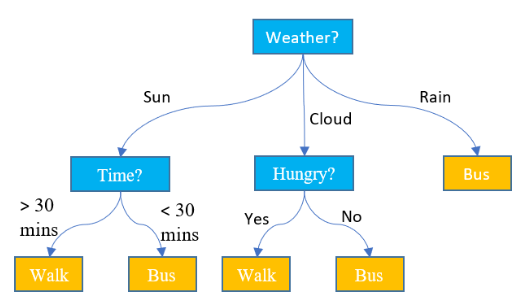 Weather?
Sun
Cloud
Rain
Time?
Hungry?
Bus
> 30
mins
< 30
mins
Yes
No
Walk
Bus
Walk
Bus